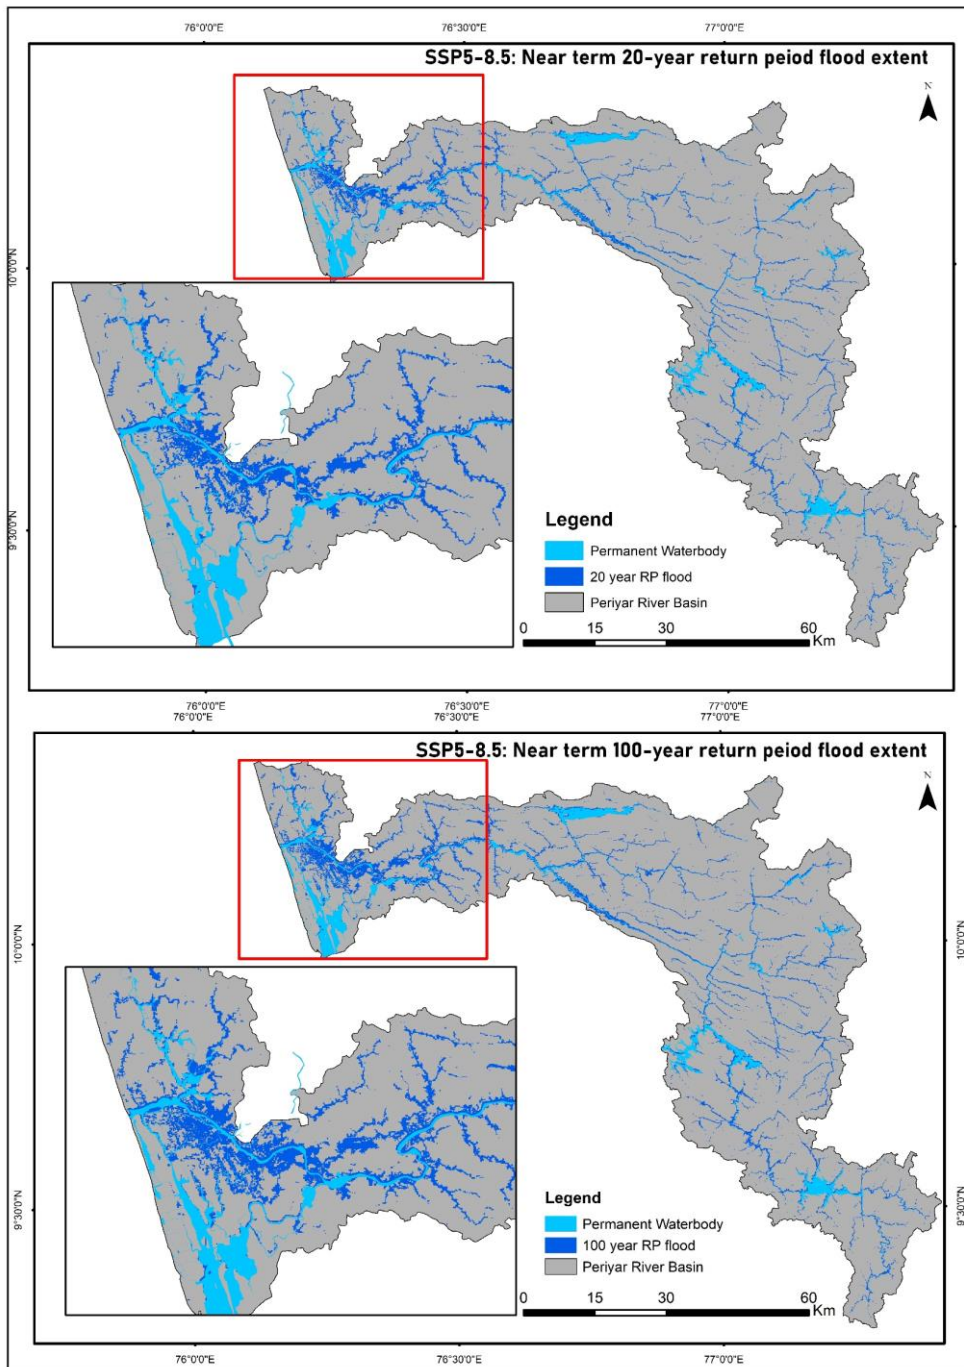 76°0'0"E 76°30'0"E 77°0'0"E
SSP5-8.5: Near term 20-year return peiod flood extent
N
10°0'0"N
9°30'0"N
Legend
Permanent Waterbody
20 year RP flood
Periyar River Basin
0 15 30 60
Km
76°0'0"E 76°30'0"E 77°0'0"E
76°0'0"E 76°30'0"E 77°0'0"E
SSP5-8.5: Near term 100-year return peiod flood extent
N
10°0'0"N 10°0'0"N
9°30'0"N 9°30'0"N
Legend
Permanent Waterbody
100 year RP flood
Periyar River Basin
0 15 30 60
Km
76°0'0"E 76°30'0"E 77°0'0"E